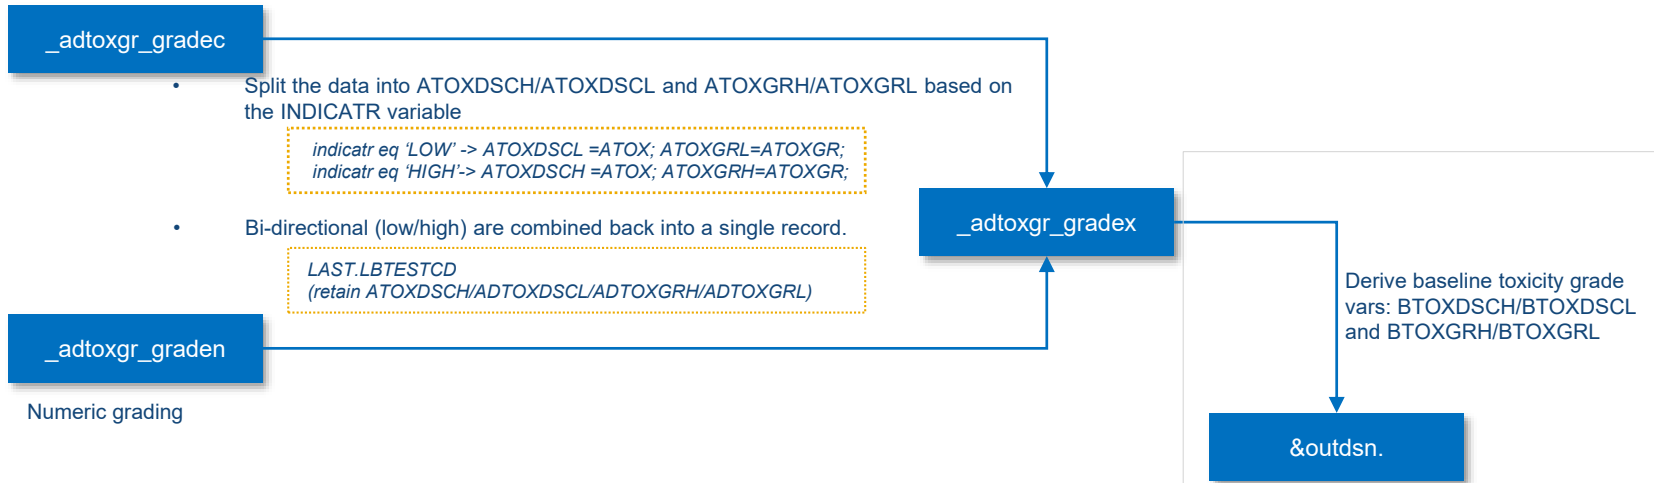 _adtoxgr_gradec
• Split the data into ATOXDSCH/ATOXDSCL and ATOXGRH/ATOXGRL based on
the INDICATR variable
indicatr eq ‘LOW’ -> ATOXDSCL =ATOX; ATOXGRL=ATOXGR;
indicatr eq ‘HIGH’-> ATOXDSCH =ATOX; ATOXGRH=ATOXGR;
• Bi-directional (low/high) are combined back into a single record.
LAST.LBTESTCD
(retain ATOXDSCH/ADTOXDSCL/ADTOXGRH/ADTOXGRL)
_adtoxgr_graden
Numeric grading
_adtoxgr_gradex
Derive baseline toxicity grade
vars: BTOXDSCH/BTOXDSCL
and BTOXGRH/BTOXGRL
&outdsn.